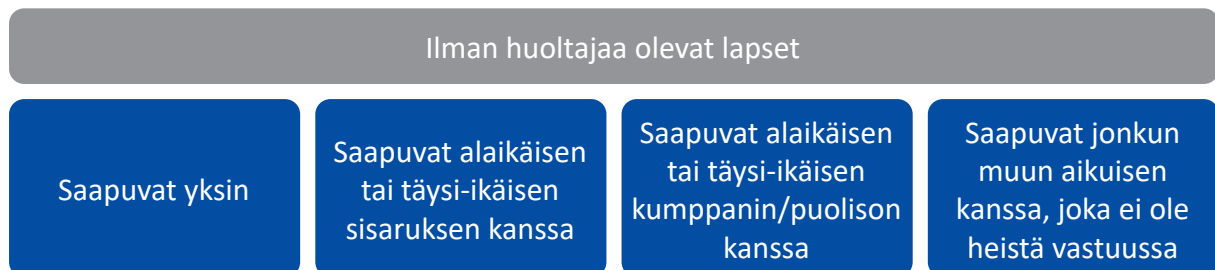 Ilman huoltajaa olevat lapset
Saapuvat yksin
Saapuvat alaikäisen
tai täysi-ikäisen
sisaruksen kanssa
Saapuvat alaikäisen
tai täysi-ikäisen
kumppanin/puolison
kanssa
Saapuvat jonkun
muun aikuisen
kanssa, joka ei ole
heistä vastuussa